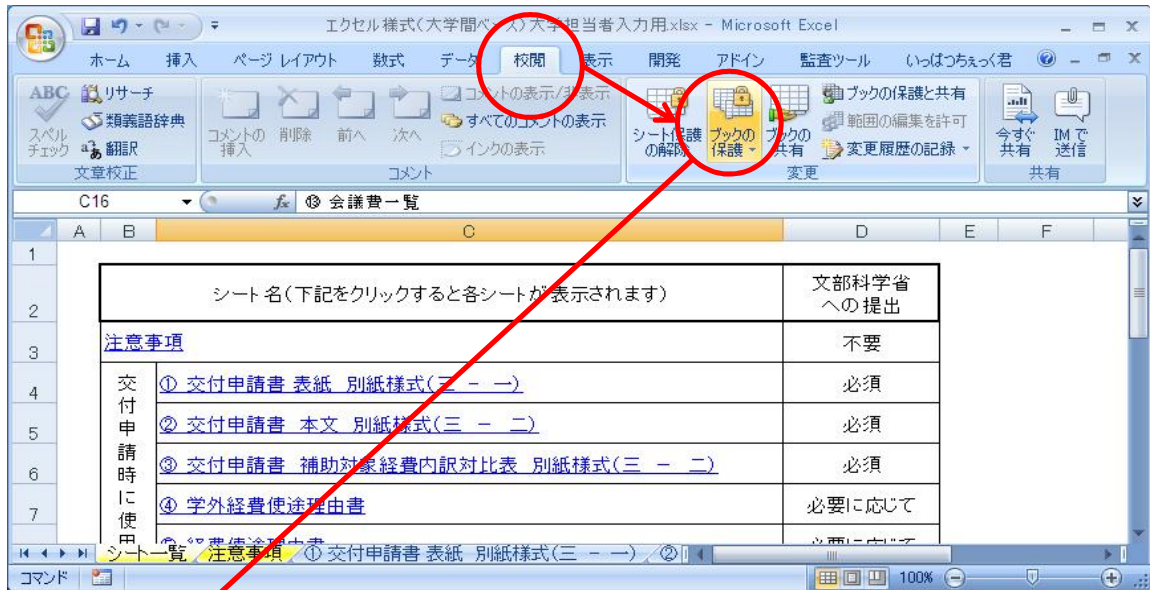 エクセル様式(大学間ベース)大学担当者入力用.xlsx - Microsoft Excel
ホーム 挿入 ページ レイアウト 数式 データ 校閲 表示 開発 アドイン 監査ツール いっぱつちぇっく君
ABC
スペル
チェック
リサーチ
類義語辞典
翻訳
文章校正
コメントの
挿入
削除
前へ
次へ
コメントの表示/非表示
すべてのコメントの表示
インクの表示
コメント
シート保護
の解除
ブックの
保護
ブックの
共有
ブックの保護と共有
範囲の編集を許可
変更履歴の記録
変更
今すぐ
共有
IM で
送信
共有
C16 fx ⑬ 会議費一覧
A B C D E F
1
2 シート名(下記をクリックすると各シートが表示されます) 文部科学省
への提出
3 注意事項 不要
交付申請時に使用
4 ① 交付申請書 表紙 別紙様式(三 - 一) 必須
5 ② 交付申請書 本文 別紙様式(三 - 二) 必須
6 ③ 交付申請書 補助対象経費内訳対比表 別紙様式(三 - 二) 必須
7 ④ 学外経費使途理由書 必要に応じて
シート一覧 注意事項 ① 交付申請書 表紙 別紙様式(三 - 一) ②
コマンド 100%